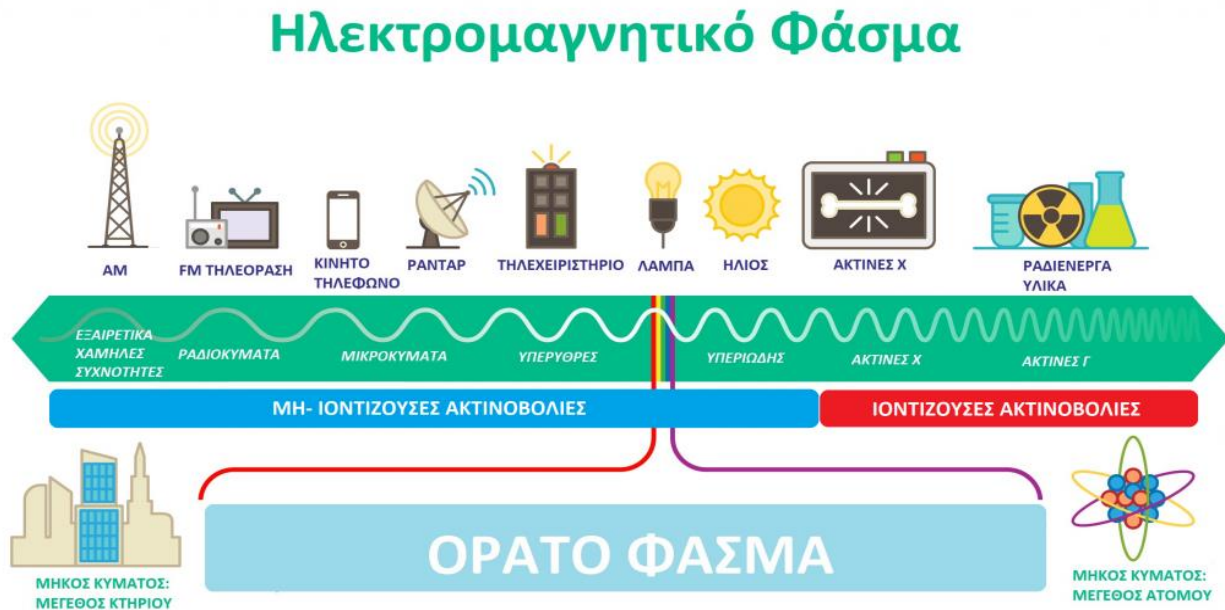 Ηλεκτρομαγνητικό Φάσμα
ΑΜ
FM ΤΗΛΕΟΡΑΣΗ
ΚΙΝΗΤΟ
ΤΗΛΕΦΩΝΟ
ΡΑΝΤΑΡ
ΤΗΛΕΧΕΙΡΙΣΤΗΡΙΟ
ΛΑΜΠΑ
ΗΛΙΟΣ
ΑΚΤΙΝΕΣ Χ
ΡΑΔΙΕΝΕΡΓΑ
ΥΛΙΚΑ
ΕΞΑΙΡΕΤΙΚΑ
ΧΑΜΗΛΕΣ
ΣΥΧΝΟΤΗΤΕΣ
ΡΑΔΙΟΚΥΜΑΤΑ
ΜΙΚΡΟΚΥΜΑΤΑ
ΥΠΕΡΥΘΡΕΣ
ΥΠΕΡΙΩΔΗΣ
ΑΚΤΙΝΕΣ Χ
ΑΚΤΙΝΕΣ Γ
ΜΗ- ΙΟΝΤΙΖΟΥΣΕΣ ΑΚΤΙΝΟΒΟΛΙΕΣ
ΙΟΝΤΙΖΟΥΣΕΣ ΑΚΤΙΝΟΒΟΛΙΕΣ
ΟΡΑΤΟ ΦΑΣΜΑ
ΜΗΚΟΣ ΚΥΜΑΤΟΣ:
ΜΕΓΕΘΟΣ ΚΤΗΡΙΟΥ
ΜΗΚΟΣ ΚΥΜΑΤΟΣ:
ΜΕΓΕΘΟΣ ΑΤΟΜΟΥ